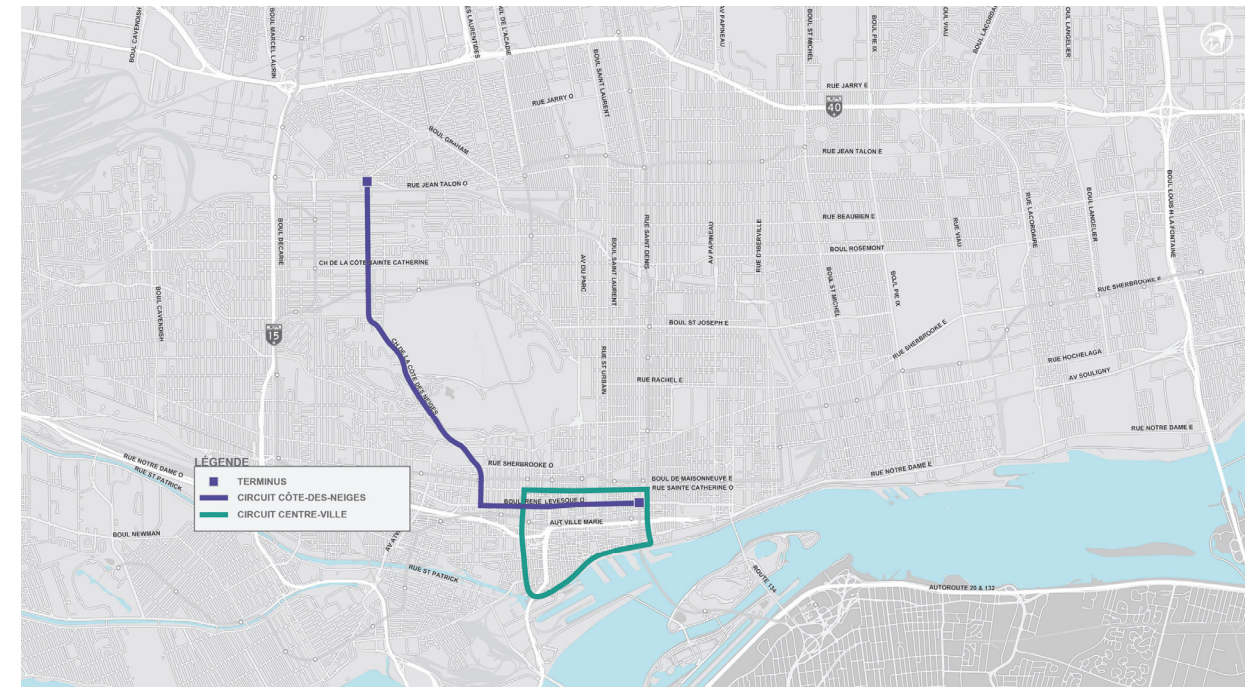 BOUL CAVENDISH
BOUL MARCEL LAURIN
BOUL DE L'ACADIE
AV PAPINEAU
BOUL ST MICHEL
BOUL PIE IX
BOUL VIAU
BOUL LACORDAIRE
BOUL LANGELIER
BOUL SAINT LAURENT
RUE JARRY O
RUE JARRY E
40
BOUL GRAHAM
RUE JEAN TALON E
RUE JEAN TALON O
BOUL LOUIS H LA FONTAINE
BOUL DECARIE
RUE SAINT DENIS
AV PAPINEAU
RUE D'IBERVILLE
RUE BEAUBIEN E
RUE VIAU
RUE LACORDAIRE
BOUL LANGELIER
BOUL SAINT LAURENT
BOUL ROSEMONT
CH DE LA CÔTE SAINTE CATHERINE
AV DU PARC
BOUL ST MICHEL
BOUL PIE IX
RUE SHERBROOKE E
BOUL CAVENDISH
15
BOUL ST JOSEPH E
RUE SHERBROOKE E
RUE HOCHELAGA
CH DE LA CÔTE DES NEIGES
RUE ST URBAIN
RUE RACHEL E
AV SOULIGNY
RUE NOTRE DAME E
RUE NOTRE DAME O
RUE ST PATRICK
RUE SHERBROOKE O
RUE NOTRE DAME E
LÉGENDE
TERMINUS
CIRCUIT CÔTE-DES-NEIGES
CIRCUIT CENTRE-VILLE
BOUL DE MAISONNEUVE E
RUE SAINTE CATHERINE O
BOUL RENÉ LEVESQUE O
AUT VILLE MARIE
BOUL NEWMAN
RUE ST PATRICK
ROUTE 134
AUTOROUTE 20 & 132